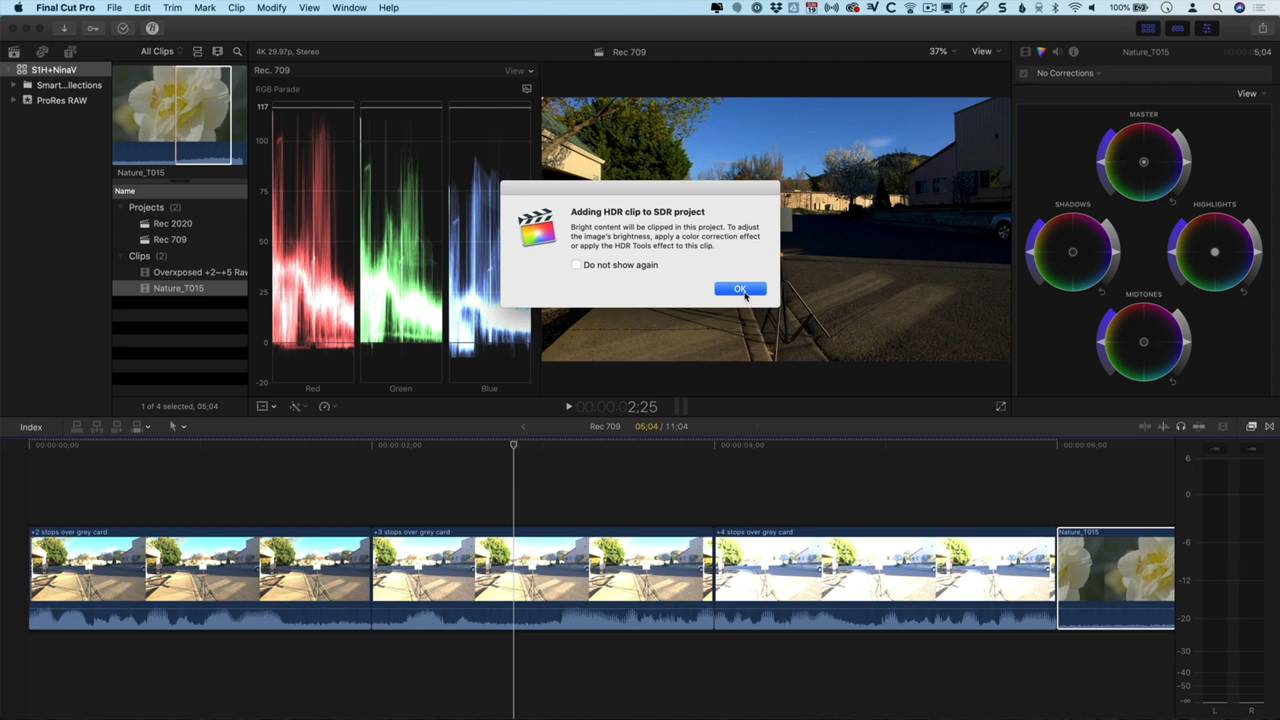 Final Cut Pro File Edit Trim Mark Clip Modify View Window Help
100%
All Clips
4K 29.97p, Stereo
Rec 709
37%
View
Nature_T015
5;04
S1H+NinaV
Smart...llections
ProRes RAW
Nature_T015
Name
Projects (2)
Rec 2020
Rec 709
Clips (2)
Overexposed +2~+5 Raw
Nature_T015
1 of 4 selected, 05;04
Rec. 709
View
RGB Parade
117
100
75
50
25
0
-20
Red
Green
Blue
Adding HDR clip to SDR project
Bright content will be clipped in this project. To adjust
the image's brightness, apply a color correction effect
or apply the HDR Tools effect to this clip.
Do not show again
OK
00:00:02;25
No Corrections
View
MASTER
SHADOWS
HIGHLIGHTS
MIDTONES
Index
Rec 709
05;04 / 11;04
00:00:00;00
00:00:02;00
00:00:04;00
00:00:06;00
+2 stops over grey card
+3 stops over grey card
+4 stops over grey card
Nature_T015
6
0
-6
-12
-20
-30
-40
-50
L
R